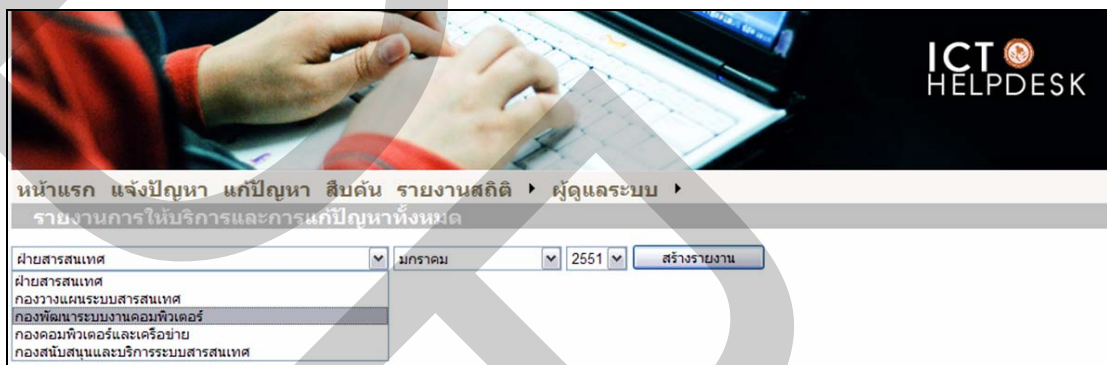 ICT
HELPDESK
หน้าแรก แจ้งปัญหา แก้ปัญหา สืบค้น รายงานสถิติ ผู้ดูแลระบบ
รายงานการให้บริการและการแก้ปัญหาทั้งหมด
ฝ่ายสารสนเทศ มกราคม 2551 สร้างรายงาน
ฝ่ายสารสนเทศ
กองวางแผนระบบสารสนเทศ
กองพัฒนาระบบงานคอมพิวเตอร์
กองคอมพิวเตอร์และเครือข่าย
กองสนับสนุนและบริการระบบสารสนเทศ